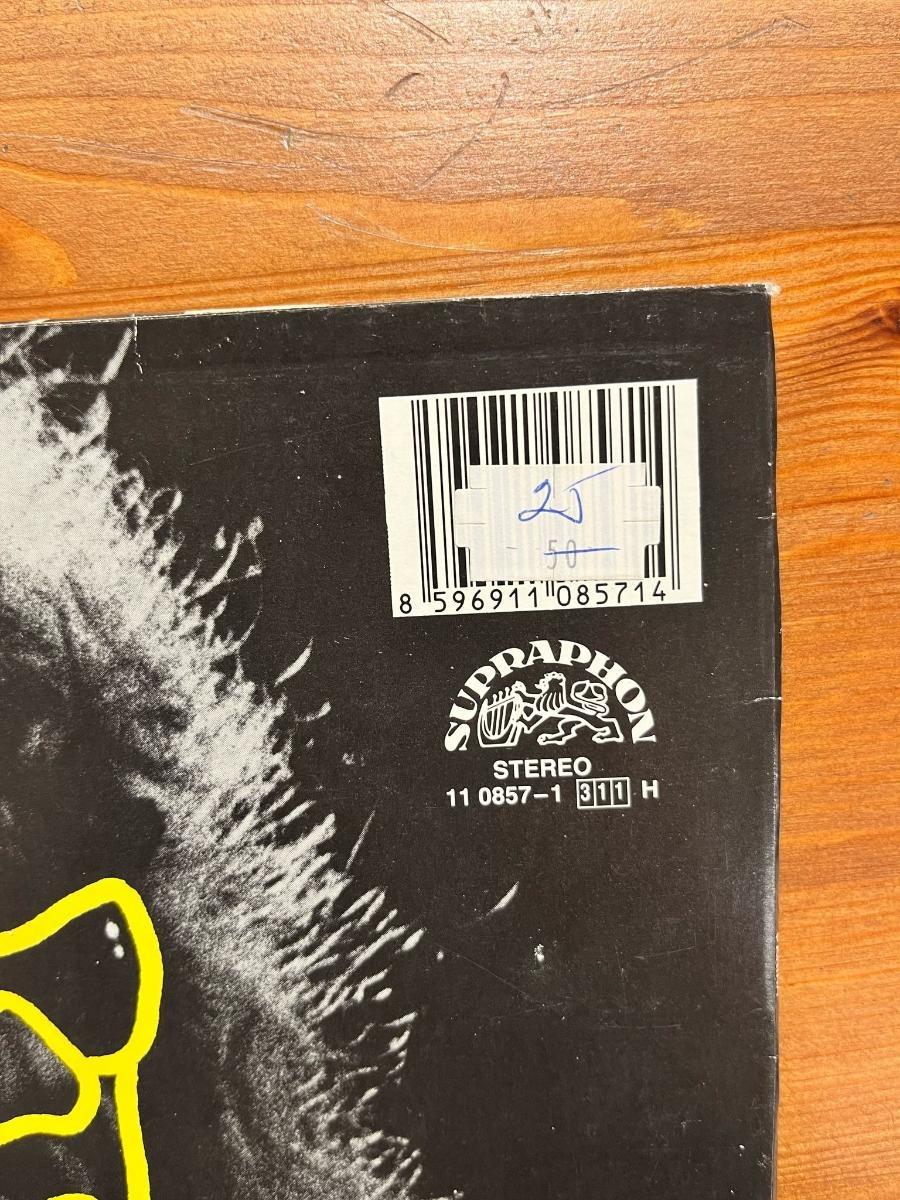 25
50
8 596911 085714
SUPRAPHON
STEREO
11 0857-1 311 H